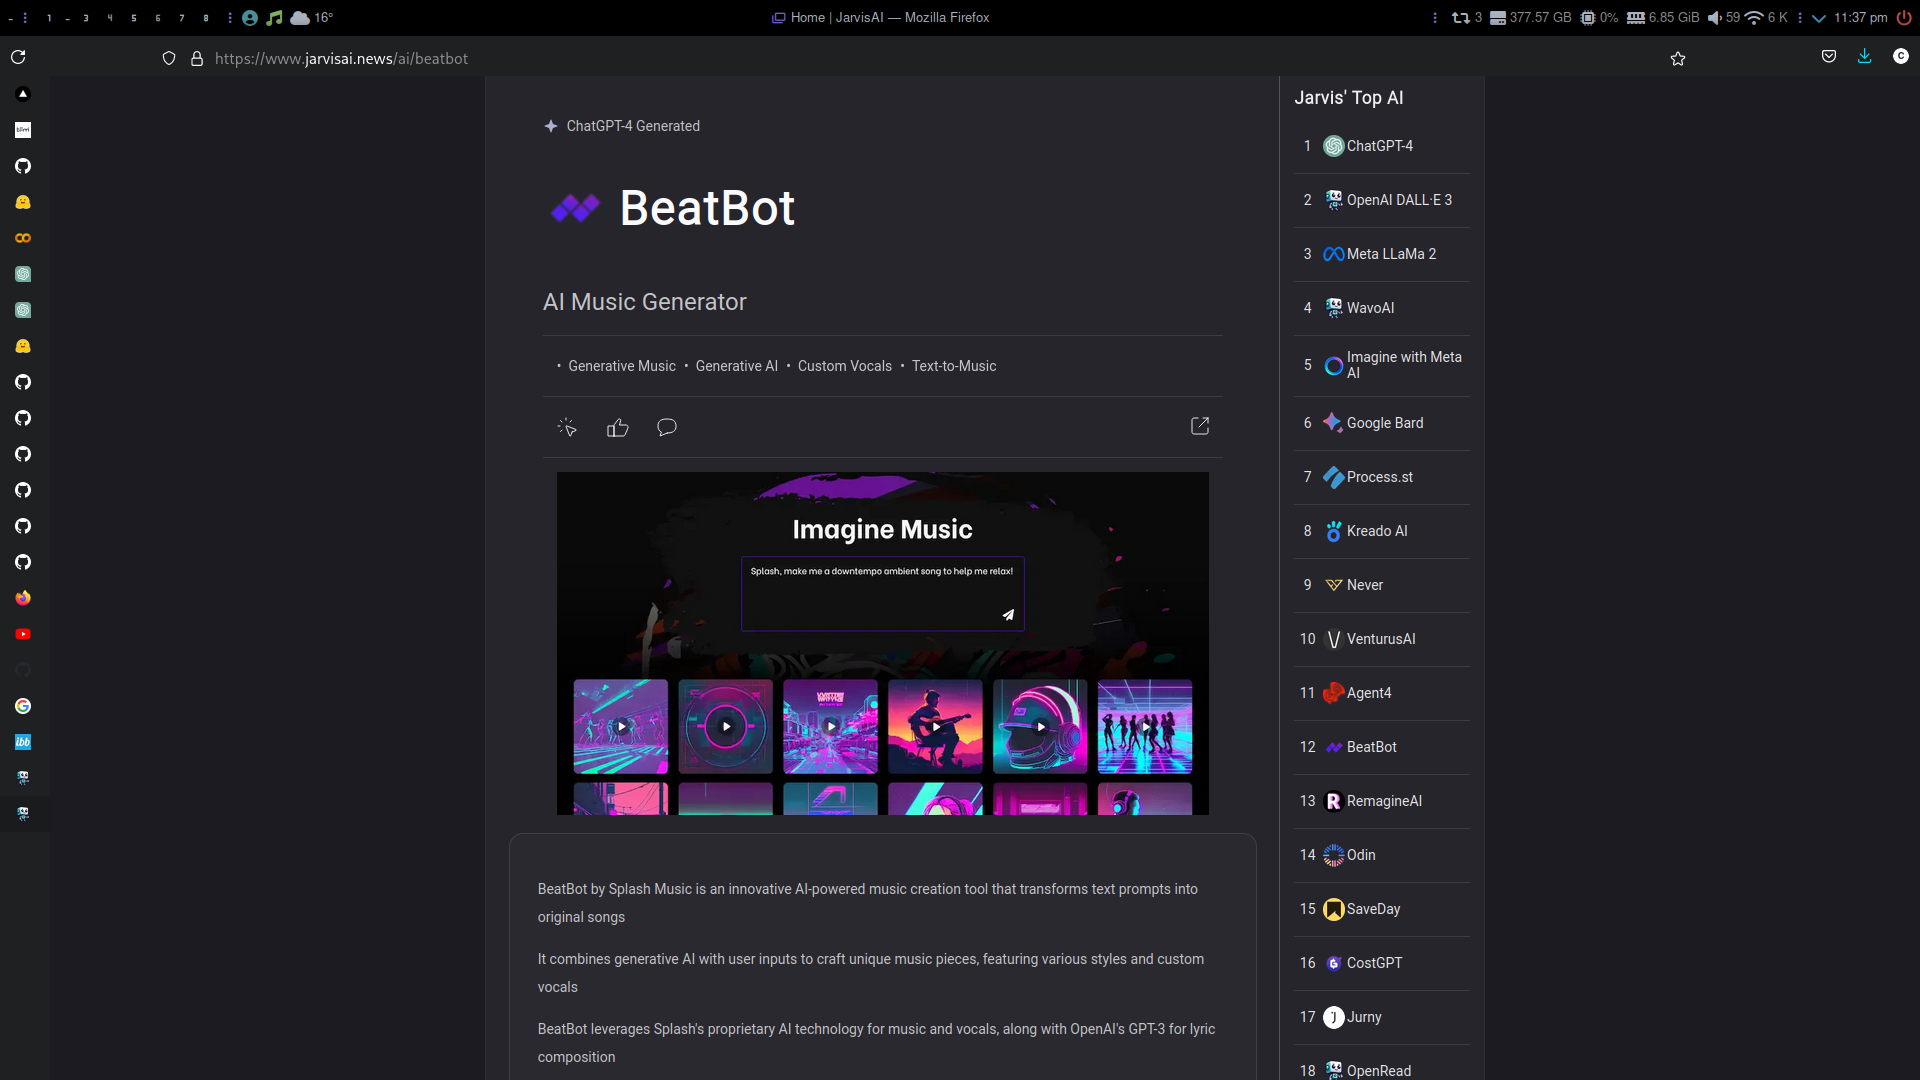 1 - 3 4 5 6 7 8
16°
Home | JarvisAI — Mozilla Firefox
3 377.57 GB 0% 6.85 GiB 59 6 K 11:37 pm
https://www.jarvisai.news/ai/beatbot
C
ChatGPT-4 Generated
BeatBot
AI Music Generator
• Generative Music • Generative AI • Custom Vocals • Text-to-Music
Imagine Music
Splash, make me a downtempo ambient song to help me relax!
BeatBot by Splash Music is an innovative AI-powered music creation tool that transforms text prompts into
original songs
It combines generative AI with user inputs to craft unique music pieces, featuring various styles and custom
vocals
BeatBot leverages Splash's proprietary AI technology for music and vocals, along with OpenAI's GPT-3 for lyric
composition
Jarvis' Top AI
1 ChatGPT-4
2 OpenAI DALL·E 3
3 Meta LLaMa 2
4 WavoAI
5 Imagine with Meta
AI
6 Google Bard
7 Process.st
8 Kreado AI
9 Never
10 VenturusAI
11 Agent4
12 BeatBot
13 RemagineAI
14 Odin
15 SaveDay
16 CostGPT
17 Jurny
18 OpenRead